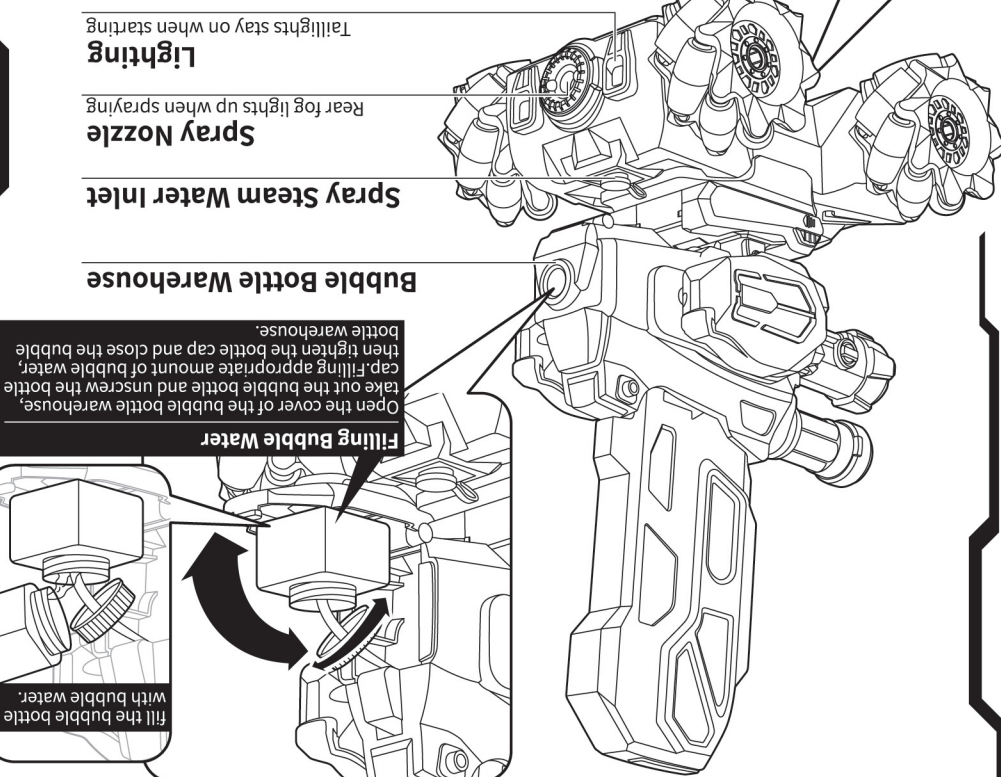 fill the bubble bottle
with bubble water.
Filling Bubble Water
Open the cover of the bubble bottle warehouse,
take out the bubble bottle and unscrew the bottle
cap.Filling appropriate amount of bubble water,
then tighten the bottle cap and close the bubble
bottle warehouse.
Bubble Bottle Warehouse
Spray Steam Water Inlet
Spray Nozzle
Rear fog lights up when spraying
Lighting
Taillights stay on when starting